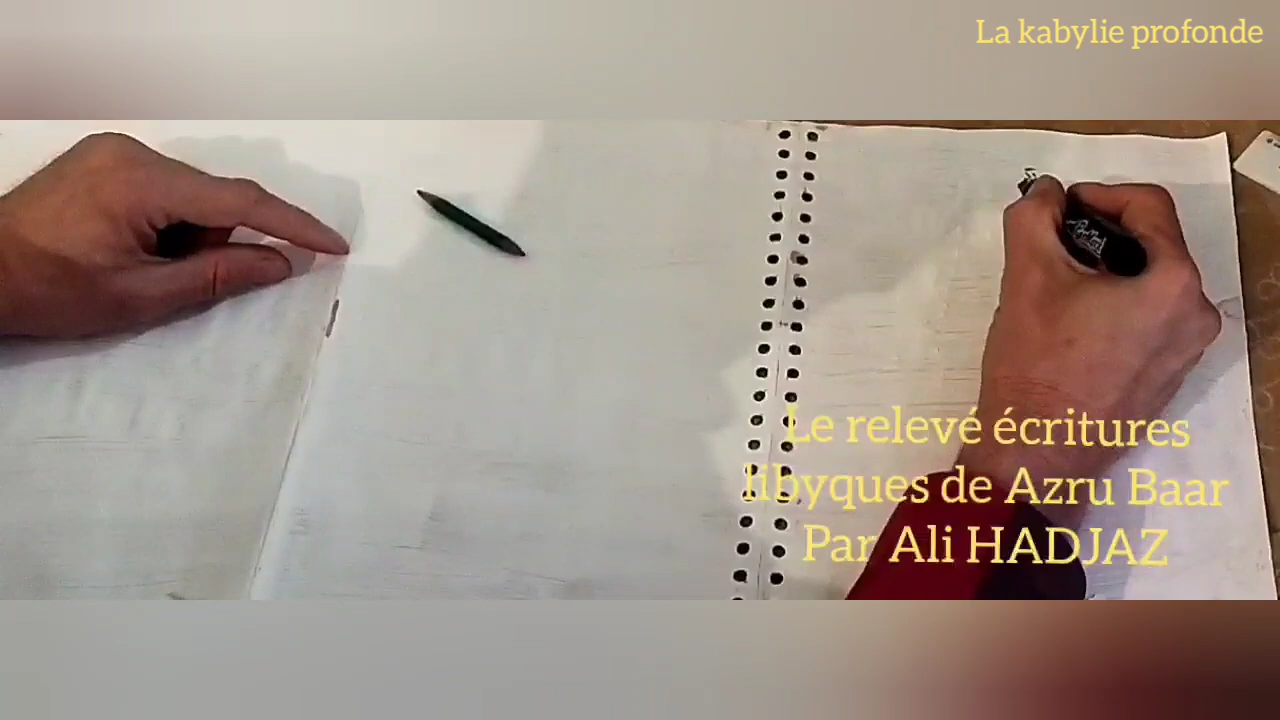 La kabylie profonde
Le relevé écritures
libyques de Azru Baar
Par Ali HADJAZ